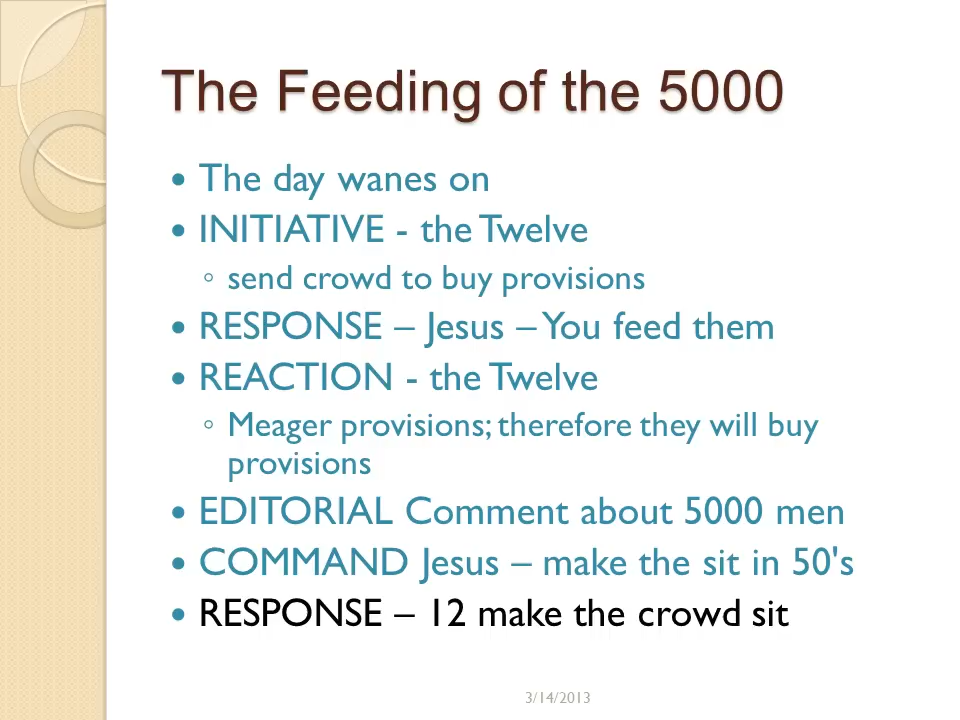 The Feeding of the 5000
• The day wanes on
• INITIATIVE - the Twelve
◦ send crowd to buy provisions
• RESPONSE – Jesus – You feed them
• REACTION - the Twelve
◦ Meager provisions; therefore they will buy
provisions
• EDITORIAL Comment about 5000 men
• COMMAND Jesus – make the sit in 50's
• RESPONSE – 12 make the crowd sit
3/14/2013